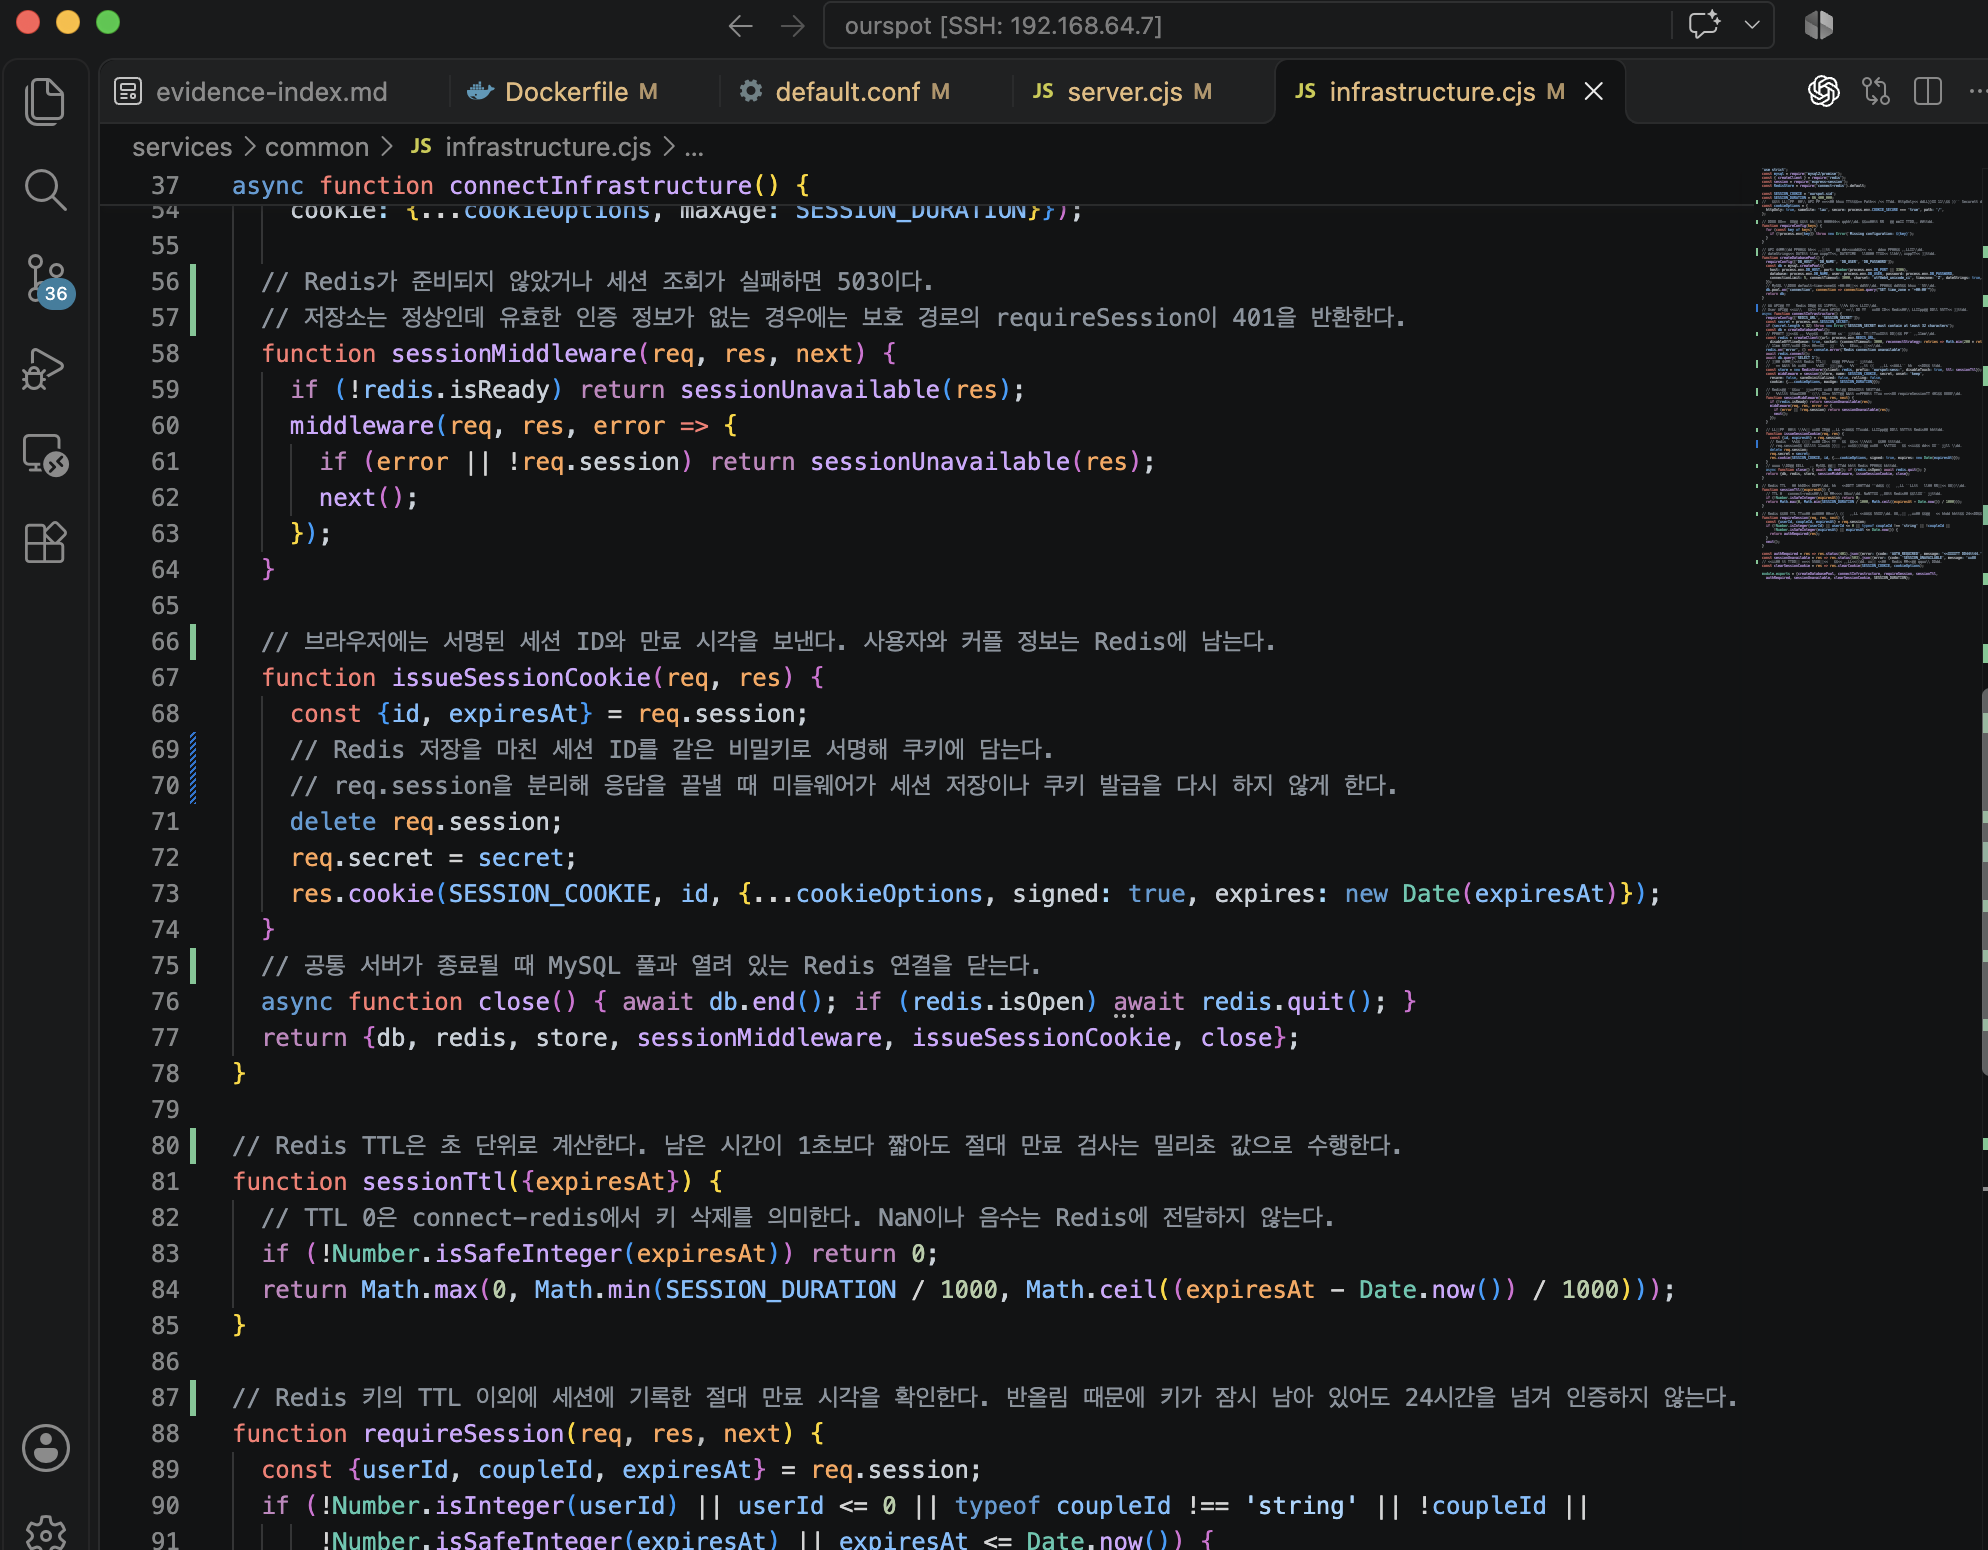 ourspot [SSH: 192.168.64.7]
evidence-index.md
Dockerfile M
default.conf M
JS server.cjs M
JS infrastructure.cjs M
services > common > JS infrastructure.cjs > ...
36
37 async function connectInfrastructure() {
54 cookie: {...cookieOptions, maxAge: SESSION_DURATION}});
55
56 // Redis가 준비되지 않았거나 세션 조회가 실패하면 503이다.
57 // 저장소는 정상인데 유효한 인증 정보가 없는 경우에는 보호 경로의 requireSession이 401을 반환한다.
58 function sessionMiddleware(req, res, next) {
59 if (!redis.isReady) return sessionUnavailable(res);
60 middleware(req, res, error => {
61 if (error || !req.session) return sessionUnavailable(res);
62 next();
63 });
64 }
65
66 // 브라우저에는 서명된 세션 ID와 만료 시각을 보낸다. 사용자와 커플 정보는 Redis에 남는다.
67 function issueSessionCookie(req, res) {
68 const {id, expiresAt} = req.session;
69 // Redis 저장을 마친 세션 ID를 같은 비밀키로 서명해 쿠키에 담는다.
70 // req.session을 분리해 응답을 끝낼 때 미들웨어가 세션 저장이나 쿠키 발급을 다시 하지 않게 한다.
71 delete req.session;
72 req.secret = secret;
73 res.cookie(SESSION_COOKIE, id, {...cookieOptions, signed: true, expires: new Date(expiresAt)});
74 }
75 // 공통 서버가 종료될 때 MySQL 풀과 열려 있는 Redis 연결을 닫는다.
76 async function close() { await db.end(); if (redis.isOpen) await redis.quit(); }
77 return {db, redis, store, sessionMiddleware, issueSessionCookie, close};
78 }
79
80 // Redis TTL은 초 단위로 계산한다. 남은 시간이 1초보다 짧아도 절대 만료 검사는 밀리초 값으로 수행한다.
81 function sessionTtl({expiresAt}) {
82 // TTL 0은 connect-redis에서 키 삭제를 의미한다. NaN이나 음수는 Redis에 전달하지 않는다.
83 if (!Number.isSafeInteger(expiresAt)) return 0;
84 return Math.max(0, Math.min(SESSION_DURATION / 1000, Math.ceil((expiresAt - Date.now()) / 1000)));
85 }
86
87 // Redis 키의 TTL 이외에 세션에 기록한 절대 만료 시각을 확인한다. 반올림 때문에 키가 잠시 남아 있어도 24시간을 넘겨 인증하지 않는다.
88 function requireSession(req, res, next) {
89 const {userId, coupleId, expiresAt} = req.session;
90 if (!Number.isInteger(userId) || userId <= 0 || typeof coupleId !== 'string' || !coupleId ||
91 !Number.isSafeInteger(expiresAt) || expiresAt <= Date.now()) {